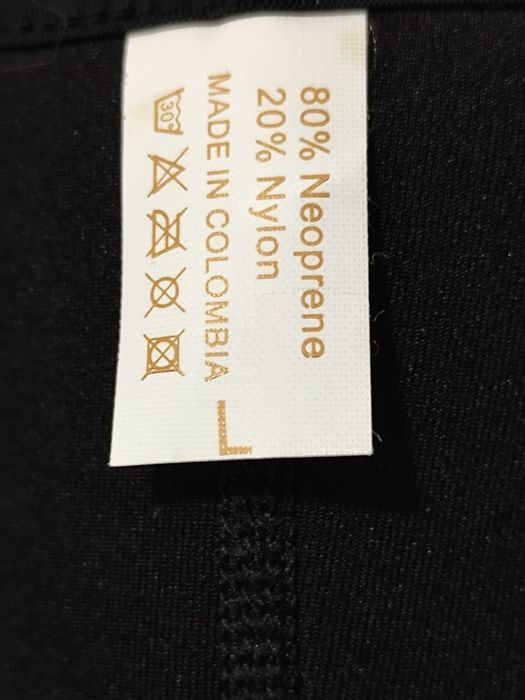 80% Neoprene
20% Nylon
MADE IN COLOMBIA
30°
L